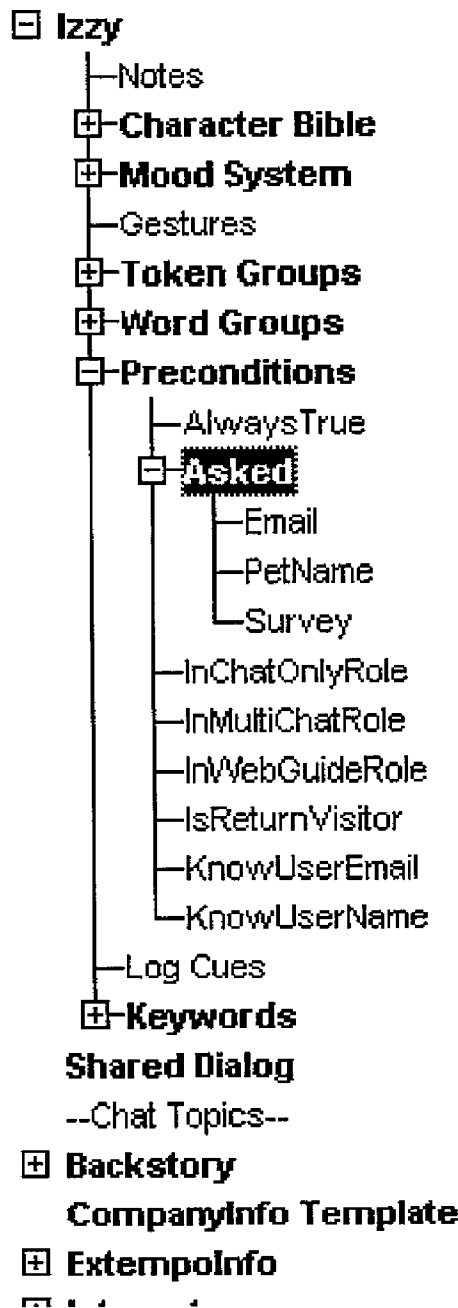 Izzy
Notes
Character Bible
Mood System
Gestures
Token Groups
Word Groups
Preconditions
AlwaysTrue
Asked
Email
PetName
Survey
InChatOnlyRole
InMultiChatRole
InWebGuideRole
IsReturnVisitor
KnowUserEmail
KnowUserName
Log Cues
Keywords
Shared Dialog
--Chat Topics--
Backstory
CompanyInfo Template
ExtempoInfo